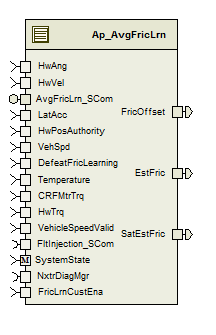 Ap_AvgFricLrn
HwAng
HwVel
AvgFricLrn_SCom
LatAcc
FricOffset
HwPosAuthority
VehSpd
DefeatFricLearning
EstFric
Temperature
CRFMtrTrq
HwTrq
VehicleSpeedValid
SatEstFric
FltInjection_SCom
M SystemState
NxtrDiagMgr
FricLrnCustEna